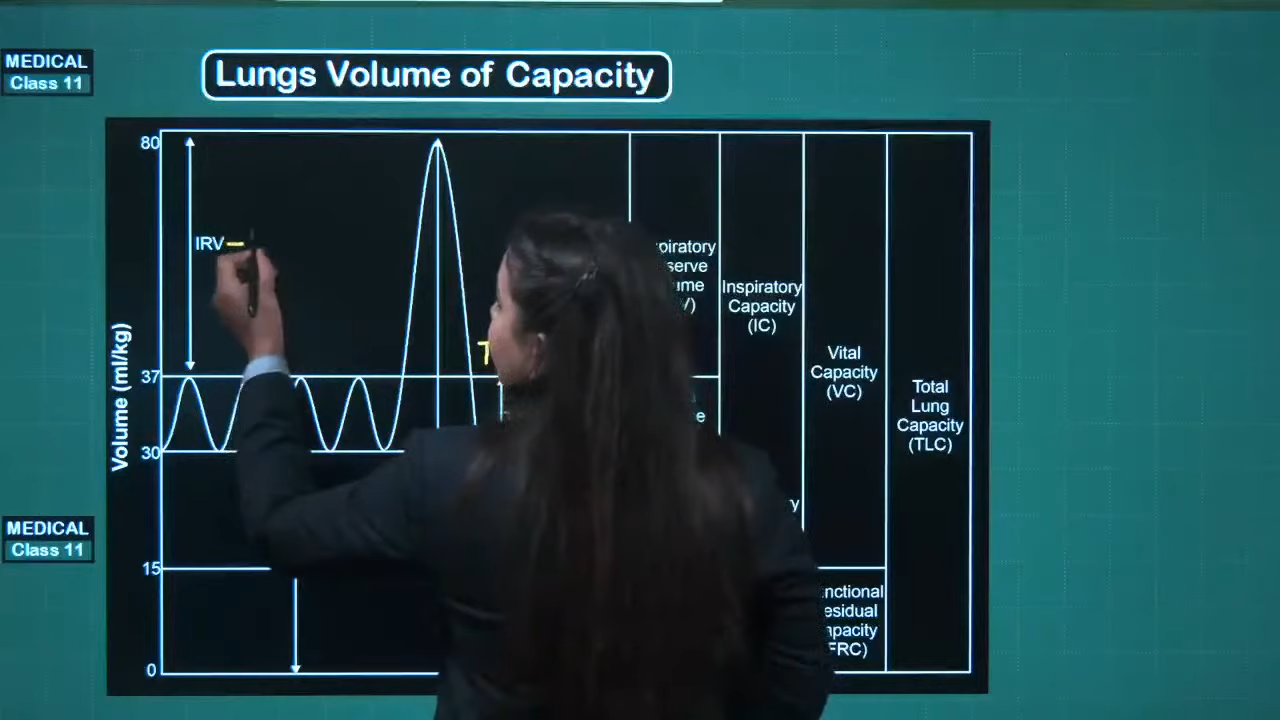 MEDICAL
Class 11
Lungs Volume of Capacity
80
IRV
Inspiratory
Capacity
(IC)
Vital
Capacity
(VC)
Total
Lung
Capacity
(TLC)
37
30
15
0
Volume (ml/kg)
MEDICAL
Class 11